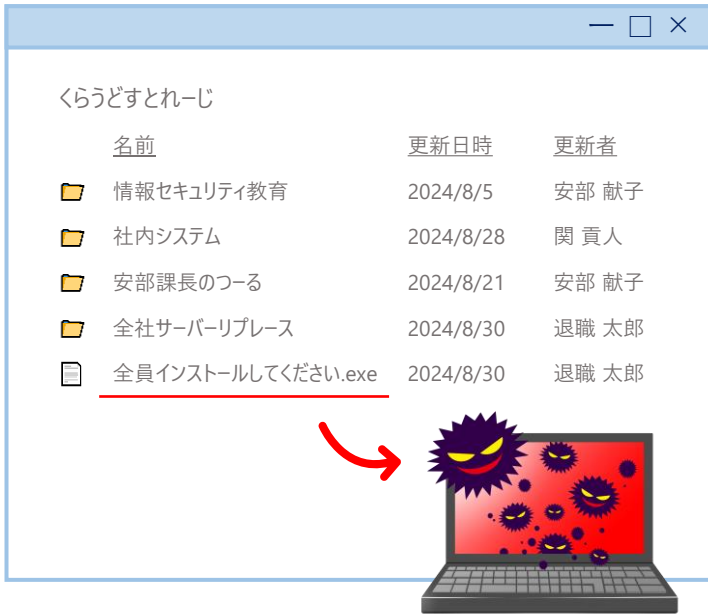 くらうどすとれーじ
名前 更新日時 更新者
情報セキュリティ教育 2024/8/5 安部 献子
社内システム 2024/8/28 関 貢人
安部課長のつーる 2024/8/21 安部 献子
全社サーバーリプレース 2024/8/30 退職 太郎
全員インストールしてください.exe 2024/8/30 退職 太郎